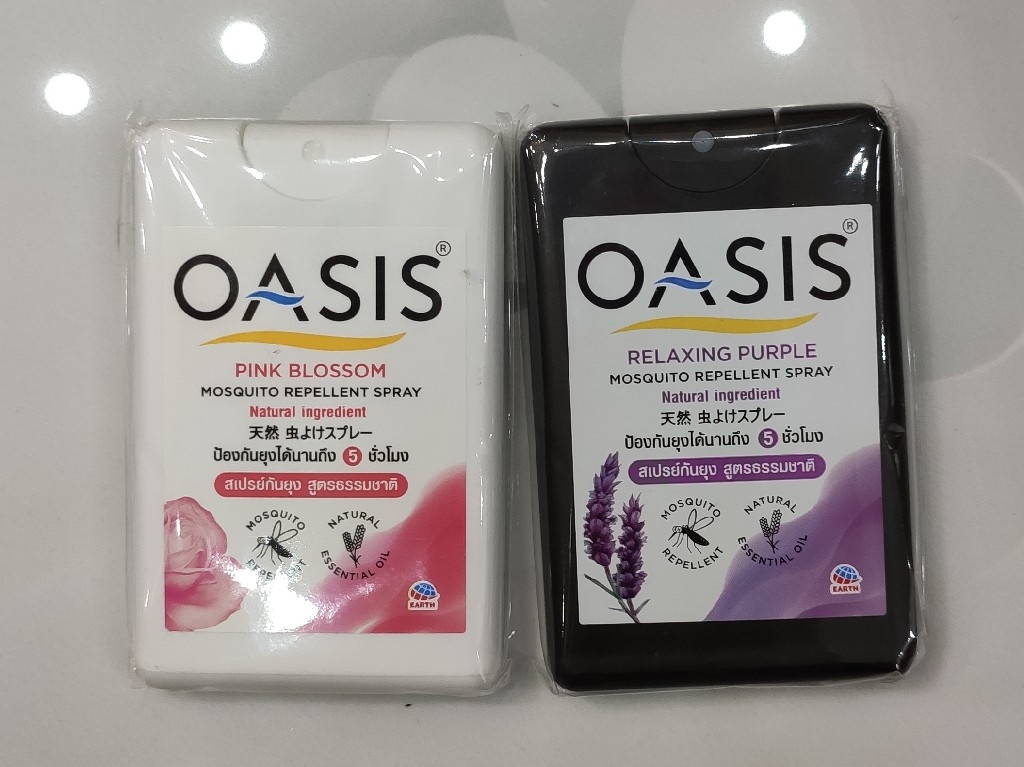 OASIS®
PINK BLOSSOM
MOSQUITO REPELLENT SPRAY
Natural ingredient
天然 虫よけスプレー
ป้องกันยุงได้นานถึง 5 ชั่วโมง
สเปรย์กันยุง สูตรธรรมชาติ
MOSQUITO REPELLENT
NATURAL ESSENTIAL OIL
EARTH
OASIS®
RELAXING PURPLE
MOSQUITO REPELLENT SPRAY
Natural ingredient
天然 虫よけスプレー
ป้องกันยุงได้นานถึง 5 ชั่วโมง
สเปรย์กันยุง สูตรธรรมชาติ
MOSQUITO REPELLENT
NATURAL ESSENTIAL OIL
EARTH